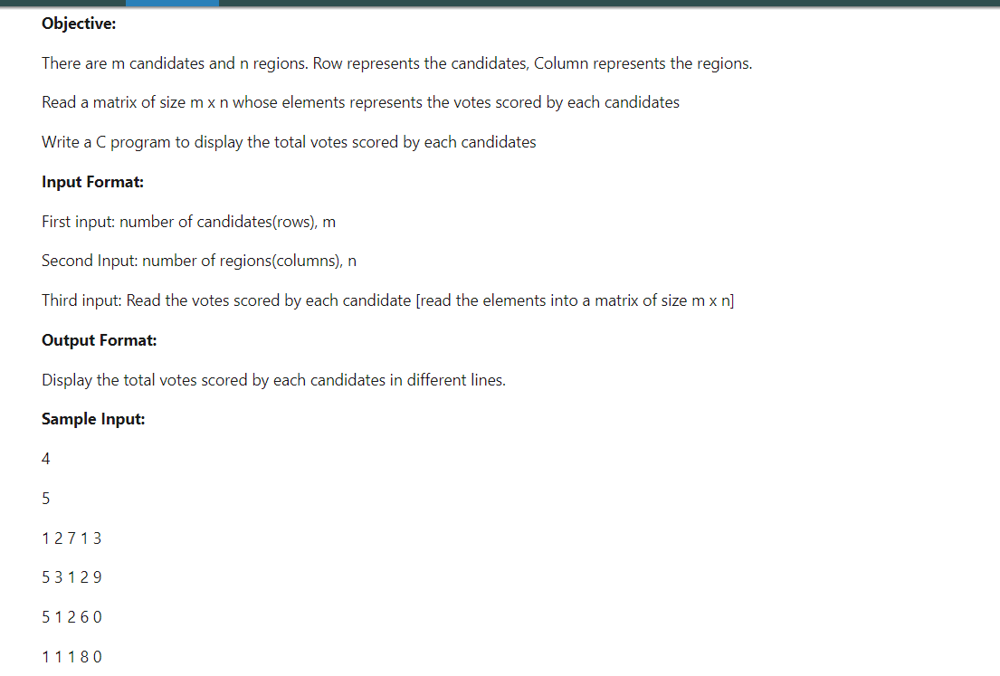 Objective:
There are m candidates and n regions. Row represents the candidates, Column represents the regions.
Read a matrix of size m x n whose elements represents the votes scored by each candidates
Write a C program to display the total votes scored by each candidates
Input Format:
First input: number of candidates(rows), m
Second Input: number of regions(columns), n
Third input: Read the votes scored by each candidate [read the elements into a matrix of size m x n]
Output Format:
Display the total votes scored by each candidates in different lines.
Sample Input:
4
5
1 2 7 1 3
5 3 1 2 9
5 1 2 6 0
1 1 1 8 0